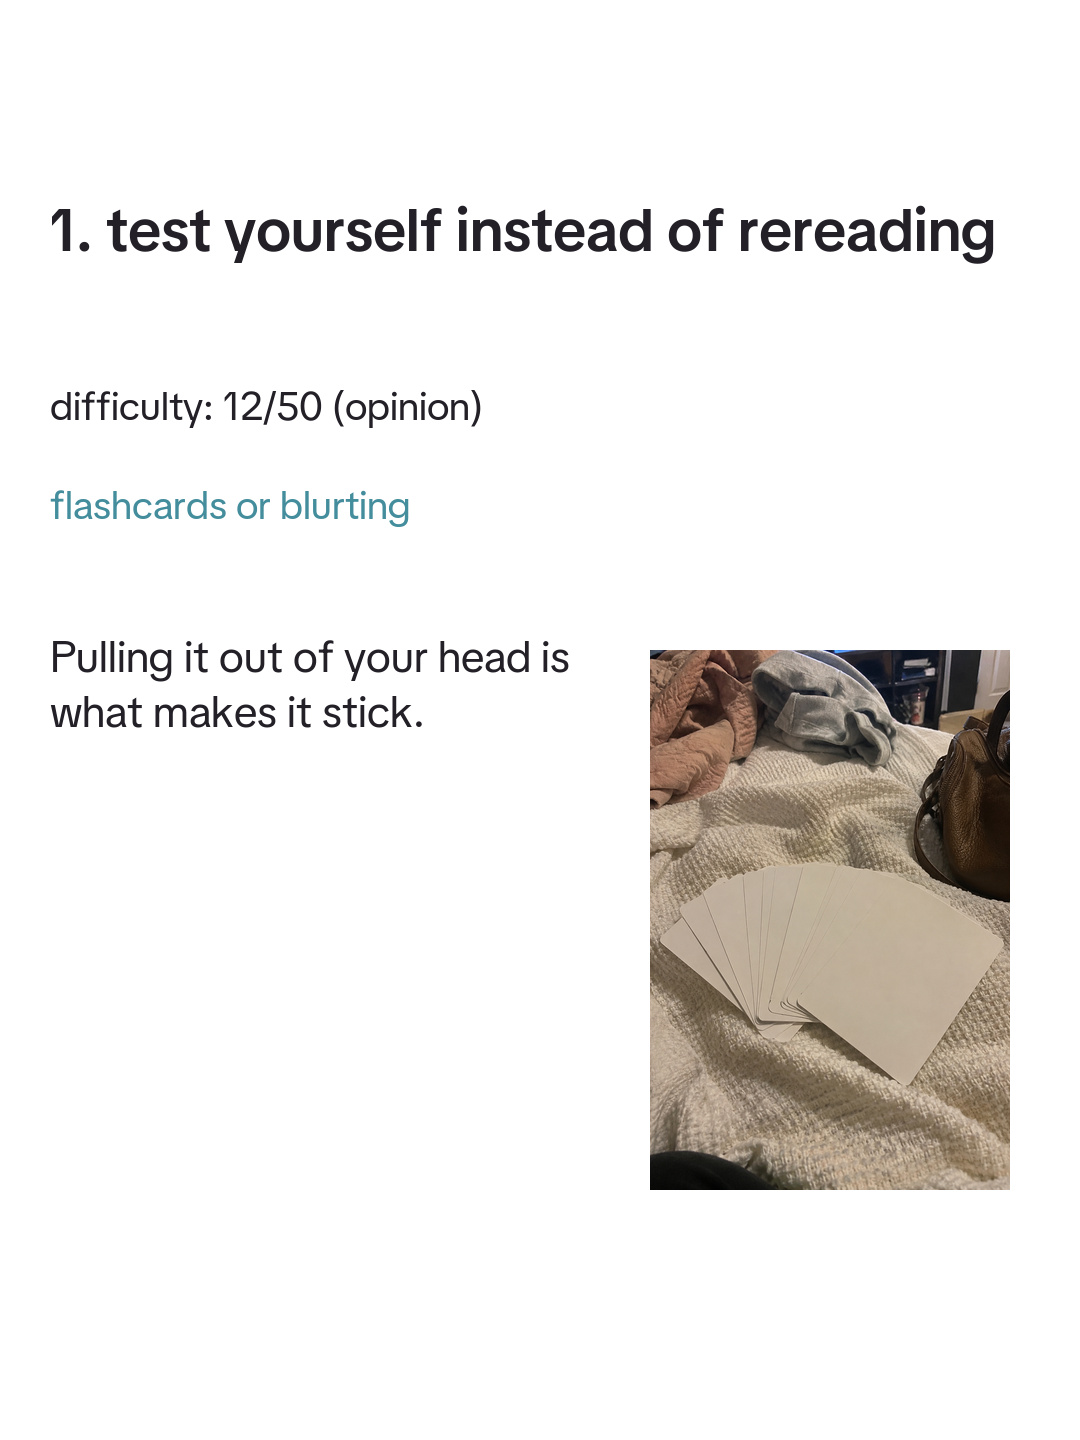 1. test yourself instead of rereading
difficulty: 12/50 (opinion)
flashcards or blurting
Pulling it out of your head is
what makes it stick.